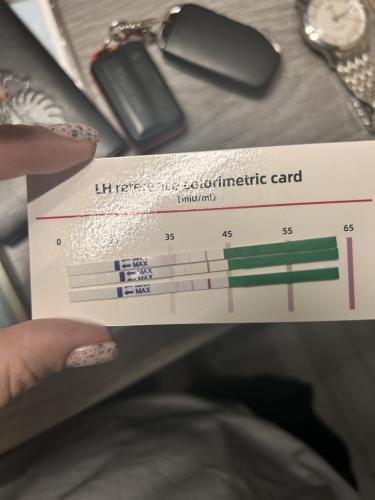 LH reference colorimetric card
(mIU/ml)
0 35 45 55 65
MAX
MAX
MAX